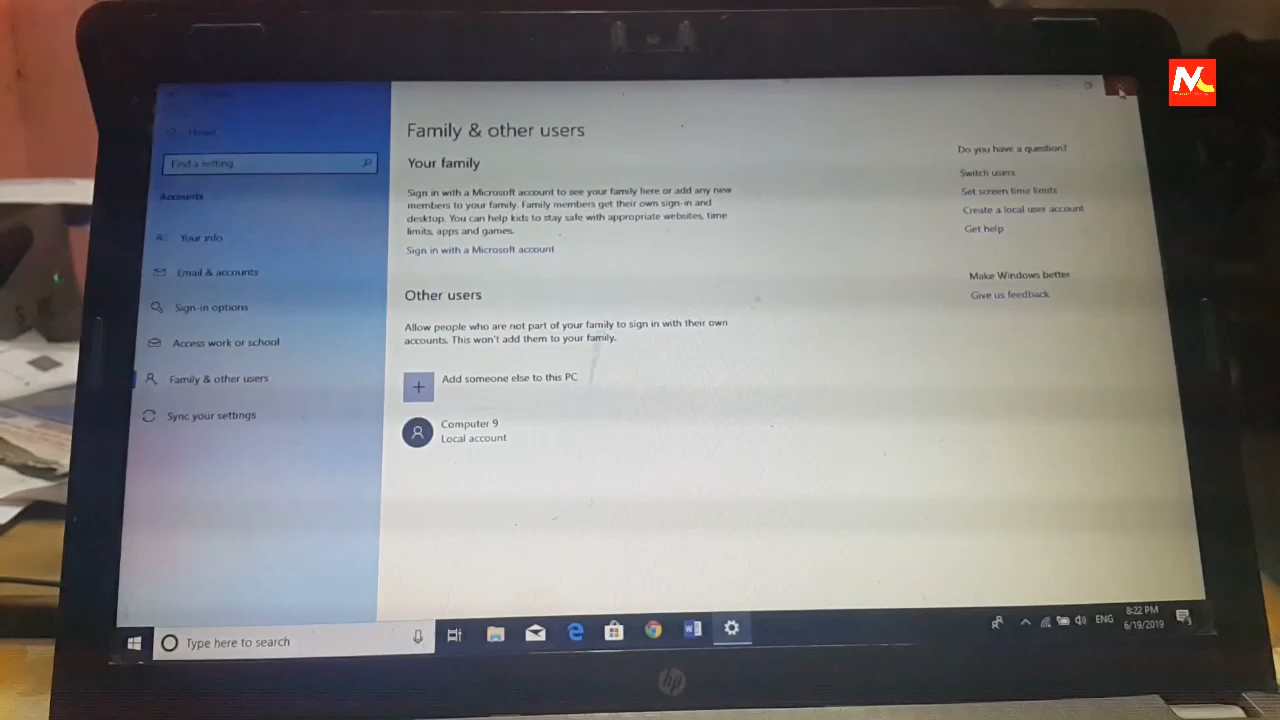 Home
Find a setting
Accounts
Your info
Email & accounts
Sign-in options
Access work or school
Family & other users
Sync your settings
Family & other users
Your family
Sign in with a Microsoft account to see your family here or add any new
members to your family. Family members get their own sign-in and
desktop. You can help kids to stay safe with appropriate websites, time
limits, apps and games.
Sign in with a Microsoft account
Other users
Allow people who are not part of your family to sign in with their own
accounts. This won't add them to your family.
Add someone else to this PC
Computer 9
Local account
Do you have a question?
Switch users
Set screen time limits
Create a local user account
Get help
Make Windows better
Give us feedback
Type here to search
ENG
8:22 PM
6/19/2019
hp